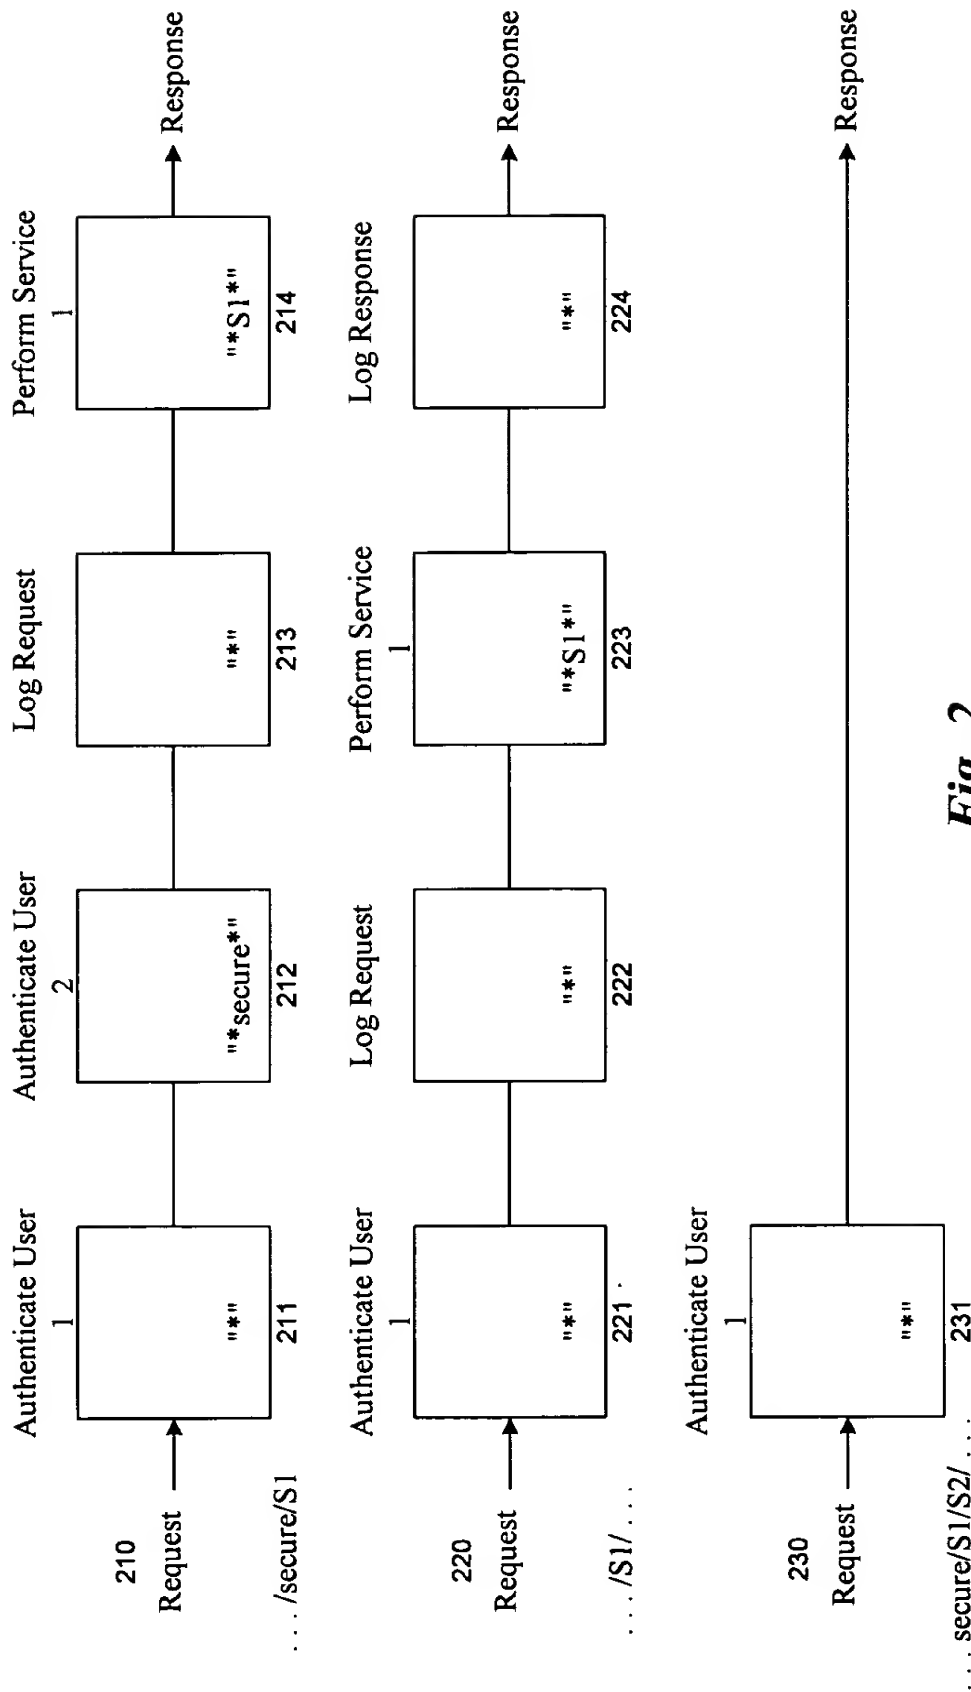 Authenticate User
1
Authenticate User
2
Log Request
Perform Service
1
210
Request
"*"
"*secure*"
"*"
"*S1*"
Response
. . . /secure/S1
211
212
213
214
Authenticate User
1
Log Request
Perform Service
1
Log Response
220
Request
"*"
"*"
"*S1*"
"*"
Response
. . . /S1/. . .
221
222
223
224
Authenticate User
1
230
Request
"*"
Response
. . . secure/S1/S2/. . .
231
Fig. 2